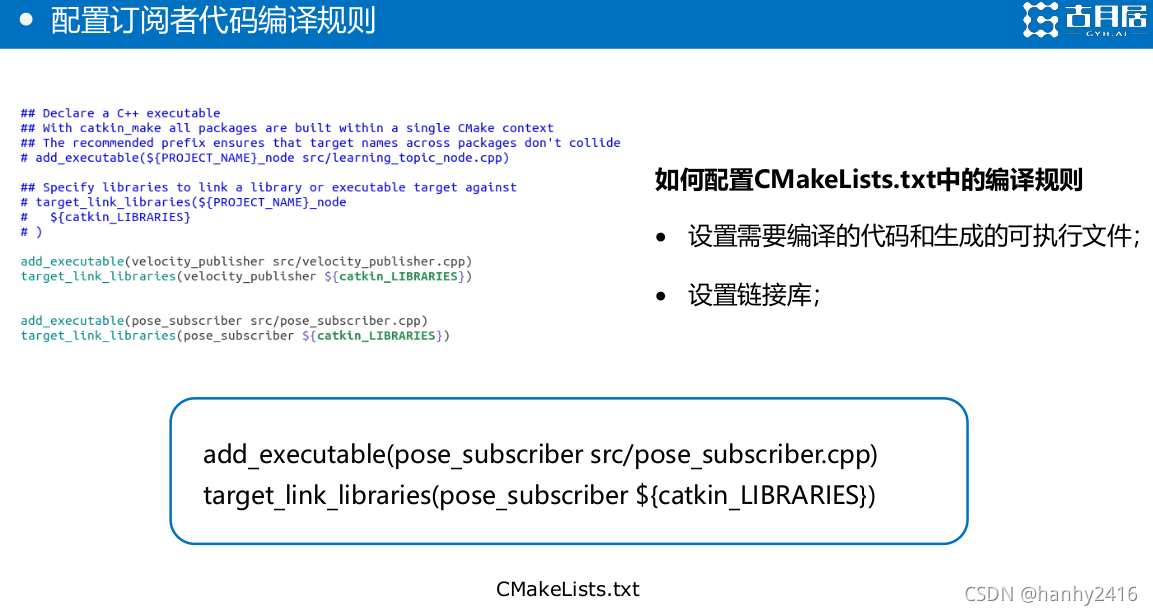 配置订阅者代码编译规则
古月居
GYH.AI
## Declare a C++ executable
## With catkin_make all packages are built within a single CMake context
## The recommended prefix ensures that target names across packages don't collide
# add_executable(${PROJECT_NAME}_node src/learning_topic_node.cpp)
## Specify libraries to link a library or executable target against
# target_link_libraries(${PROJECT_NAME}_node
#   ${catkin_LIBRARIES}
# )
add_executable(velocity_publisher src/velocity_publisher.cpp)
target_link_libraries(velocity_publisher ${catkin_LIBRARIES})
add_executable(pose_subscriber src/pose_subscriber.cpp)
target_link_libraries(pose_subscriber ${catkin_LIBRARIES})
如何配置CMakeLists.txt中的编译规则
• 设置需要编译的代码和生成的可执行文件;
• 设置链接库;
add_executable(pose_subscriber src/pose_subscriber.cpp)
target_link_libraries(pose_subscriber ${catkin_LIBRARIES})
CMakeLists.txt
CSDN @hanhy2416